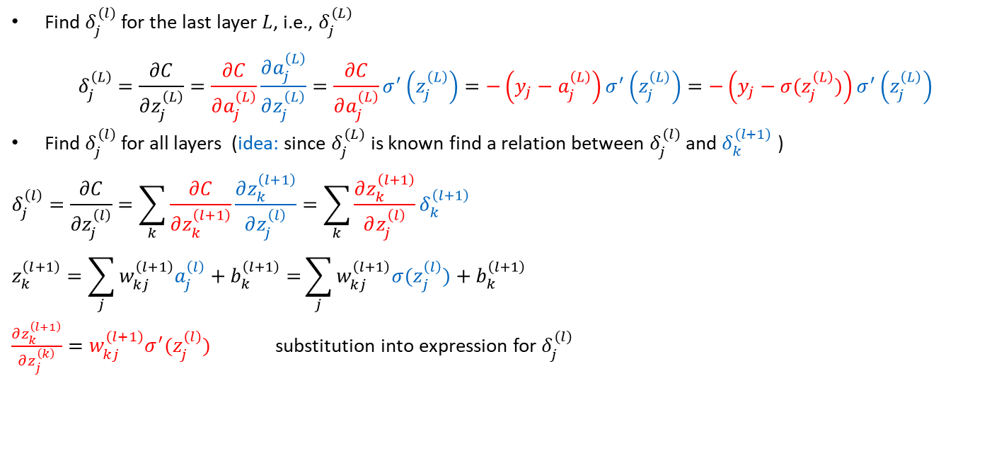 • Find $\delta_j^{(l)}$ for the last layer $L$, i.e., $\delta_j^{(L)}$
$\delta_j^{(L)} = \frac{\partial C}{\partial z_j^{(L)}} = \frac{\partial C}{\partial a_j^{(L)}} \frac{\partial a_j^{(L)}}{\partial z_j^{(L)}} = \frac{\partial C}{\partial a_j^{(L)}} \sigma' \left( z_j^{(L)} \right) = - \left( y_j - a_j^{(L)} \right) \sigma' \left( z_j^{(L)} \right) = - \left( y_j - \sigma(z_j^{(L)}) \right) \sigma' \left( z_j^{(L)} \right)$
• Find $\delta_j^{(l)}$ for all layers (idea: since $\delta_j^{(L)}$ is known find a relation between $\delta_j^{(l)}$ and $\delta_k^{(l+1)}$ )
$\delta_j^{(l)} = \frac{\partial C}{\partial z_j^{(l)}} = \sum_k \frac{\partial C}{\partial z_k^{(l+1)}} \frac{\partial z_k^{(l+1)}}{\partial z_j^{(l)}} = \sum_k \frac{\partial z_k^{(l+1)}}{\partial z_j^{(l)}} \delta_k^{(l+1)}$
$z_k^{(l+1)} = \sum_j w_{kj}^{(l+1)} a_j^{(l)} + b_k^{(l+1)} = \sum_j w_{kj}^{(l+1)} \sigma(z_j^{(l)}) + b_k^{(l+1)}$
$\frac{\partial z_k^{(l+1)}}{\partial z_j^{(k)}} = w_{kj}^{(l+1)} \sigma'(z_j^{(l)})$ substitution into expression for $\delta_j^{(l)}$